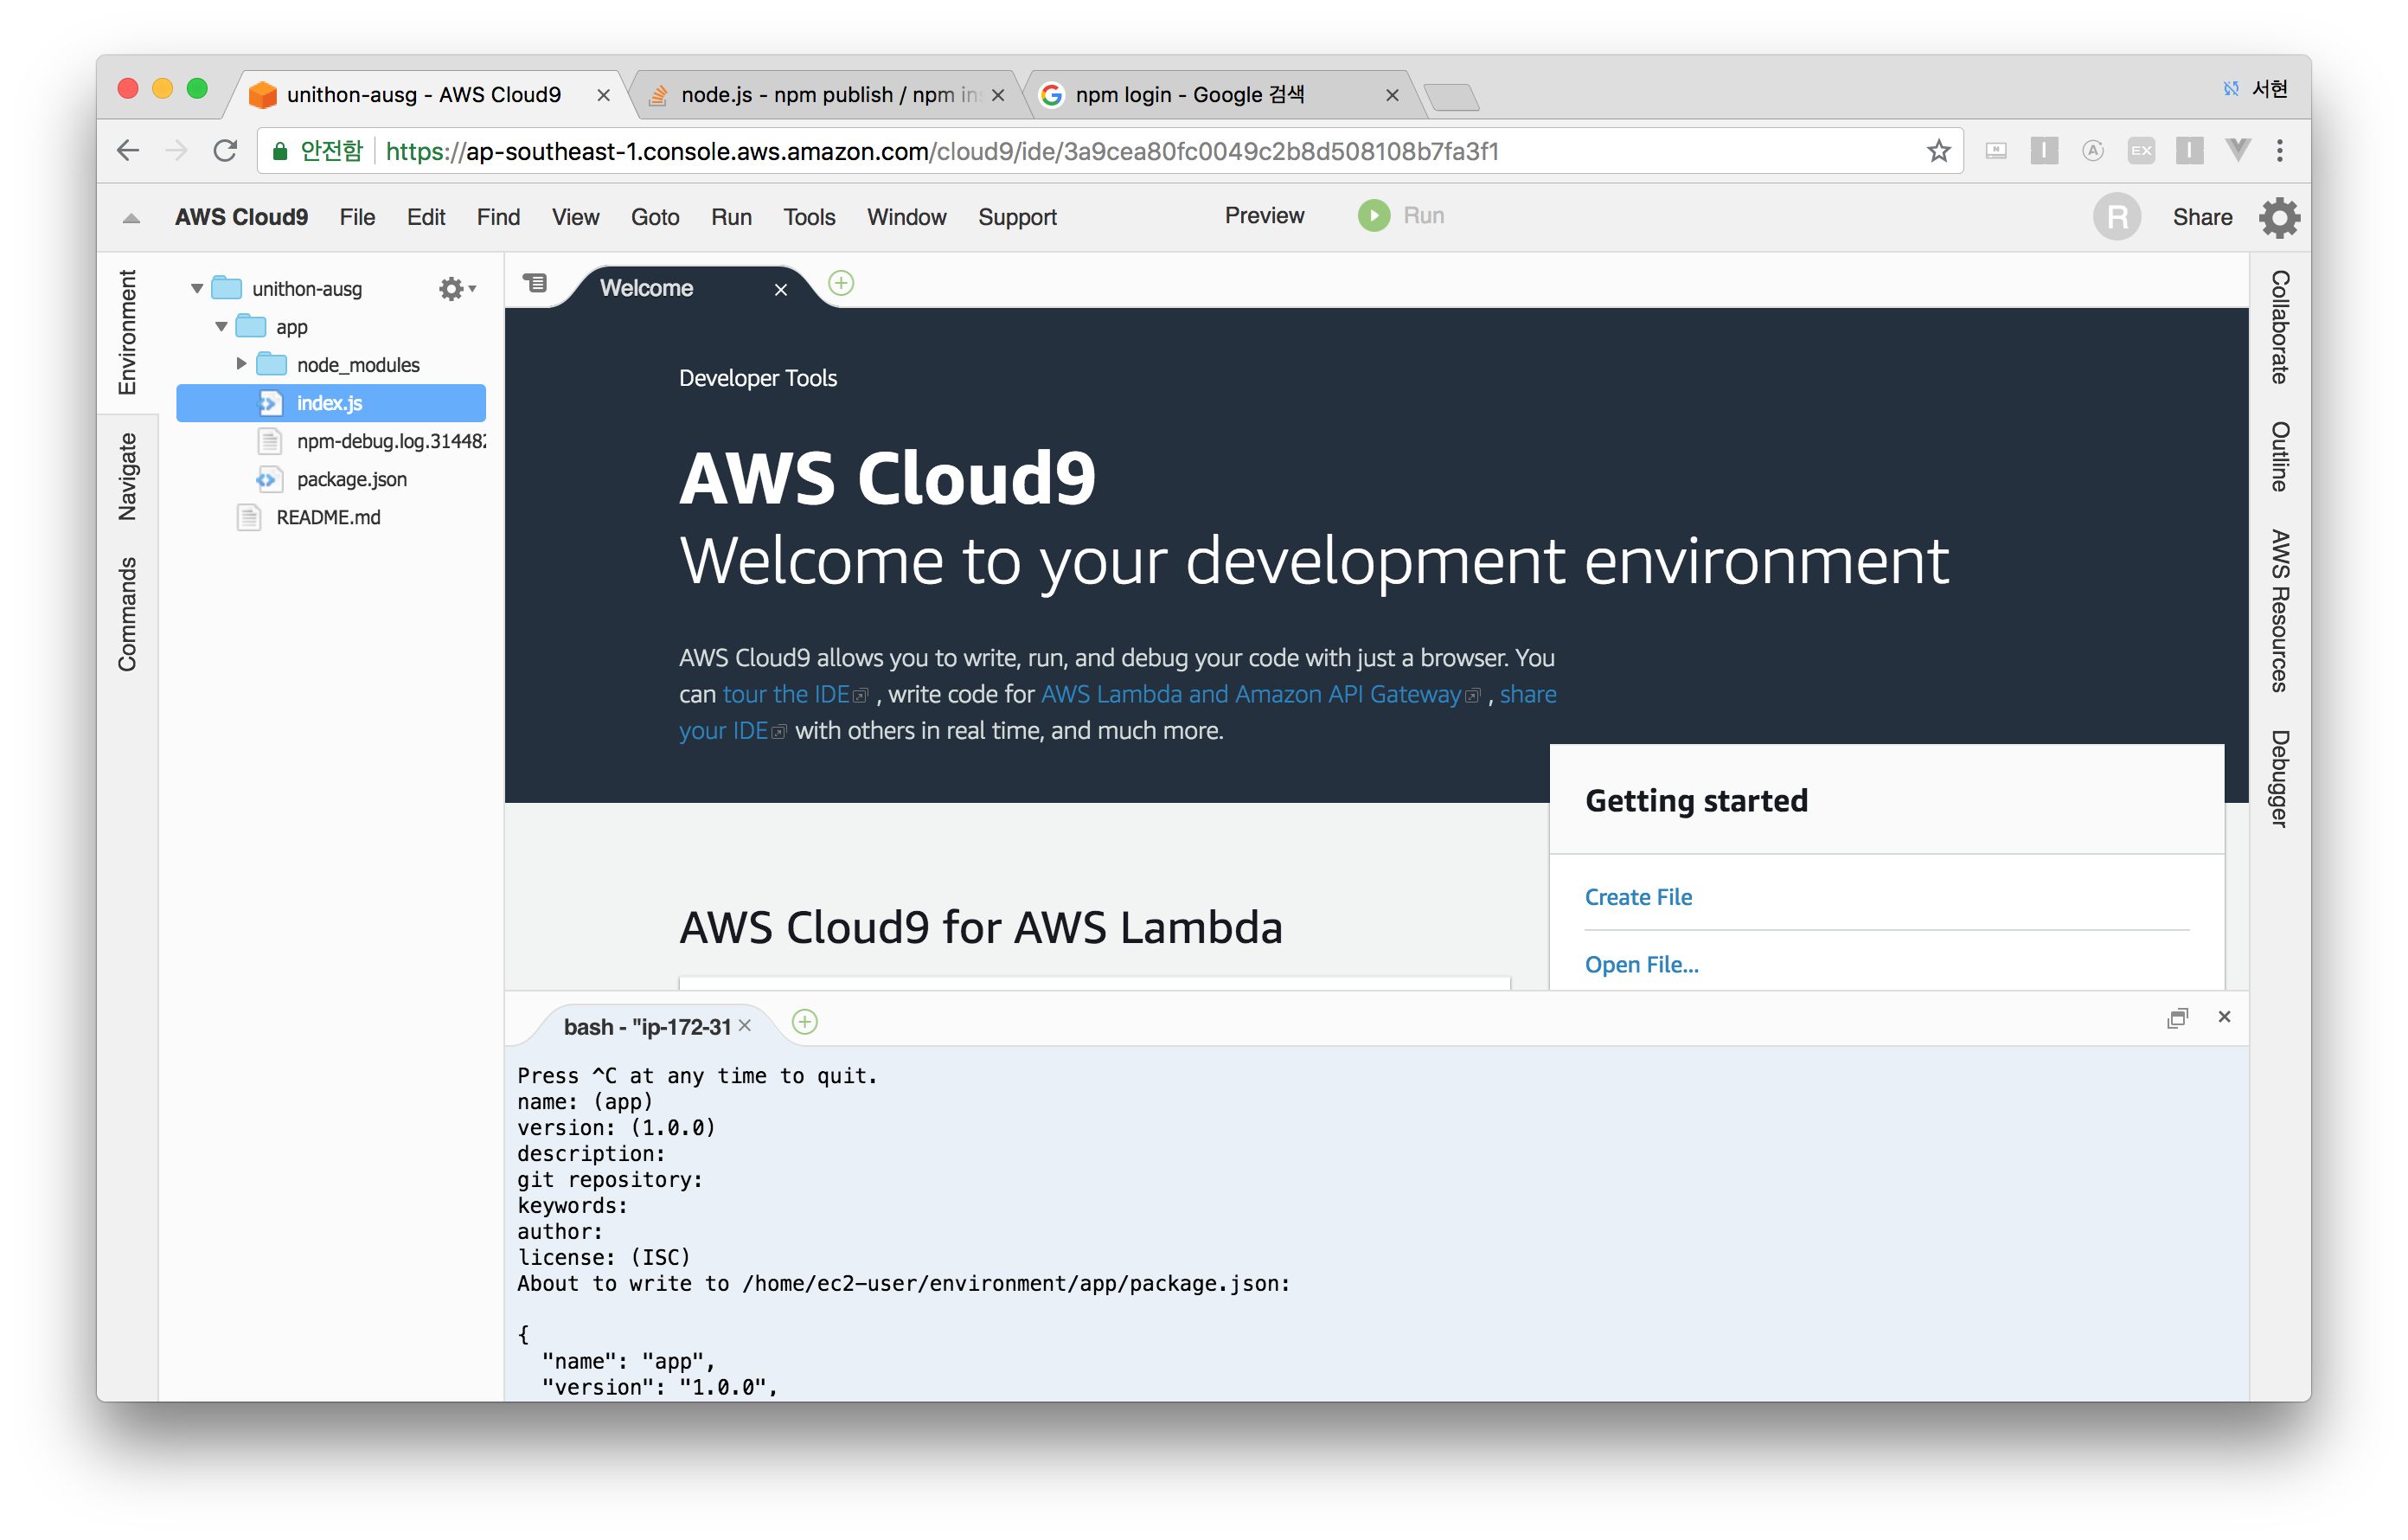 unithon-ausg - AWS Cloud9
node.js - npm publish / npm in
npm login - Google 검색
서현
안전함
https://ap-southeast-1.console.aws.amazon.com/cloud9/ide/3a9cea80fc0049c2b8d508108b7fa3f1
AWS Cloud9 File Edit Find View Goto Run Tools Window Support Preview Run R Share
Environment
Navigate
Commands
unithon-ausg
app
node_modules
index.js
npm-debug.log.314482
package.json
README.md
Welcome
Developer Tools
AWS Cloud9
Welcome to your development environment
AWS Cloud9 allows you to write, run, and debug your code with just a browser. You
can tour the IDE , write code for AWS Lambda and Amazon API Gateway , share
your IDE with others in real time, and much more.
Getting started
Create File
Open File...
AWS Cloud9 for AWS Lambda
Collaborate
Outline
AWS Resources
Debugger
bash - "ip-172-31
Press ^C at any time to quit.
name: (app)
version: (1.0.0)
description:
git repository:
keywords:
author:
license: (ISC)
About to write to /home/ec2-user/environment/app/package.json:
{
"name": "app",
"version": "1.0.0",